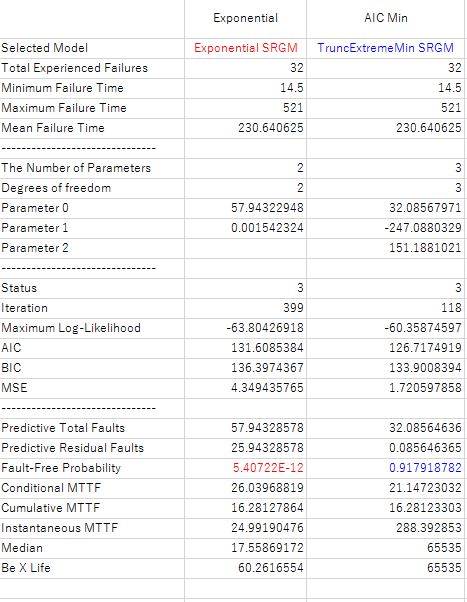 Exponential AIC Min
Selected Model Exponential SRGM TruncExtremeMin SRGM
Total Experienced Failures 32 32
Minimum Failure Time 14.5 14.5
Maximum Failure Time 521 521
Mean Failure Time 230.640625 230.640625
-------------------------------
The Number of Parameters 2 3
Degrees of freedom 2 3
Parameter 0 57.94322948 32.08567971
Parameter 1 0.001542324 -247.0880329
Parameter 2 151.1881021
-------------------------------
Status 3 3
Iteration 399 118
Maximum Log-Likelihood -63.80426918 -60.35874597
AIC 131.6085384 126.7174919
BIC 136.3974367 133.9008394
MSE 4.349435765 1.720597858
-------------------------------
Predictive Total Faults 57.94328578 32.08564636
Predictive Residual Faults 25.94328578 0.085646365
Fault-Free Probability 5.40722E-12 0.917918782
Conditional MTTF 26.03968819 21.14723032
Cumulative MTTF 16.28127864 16.28123303
Instantaneous MTTF 24.99190476 288.392853
Median 17.55869172 65535
Be X Life 60.2616554 65535